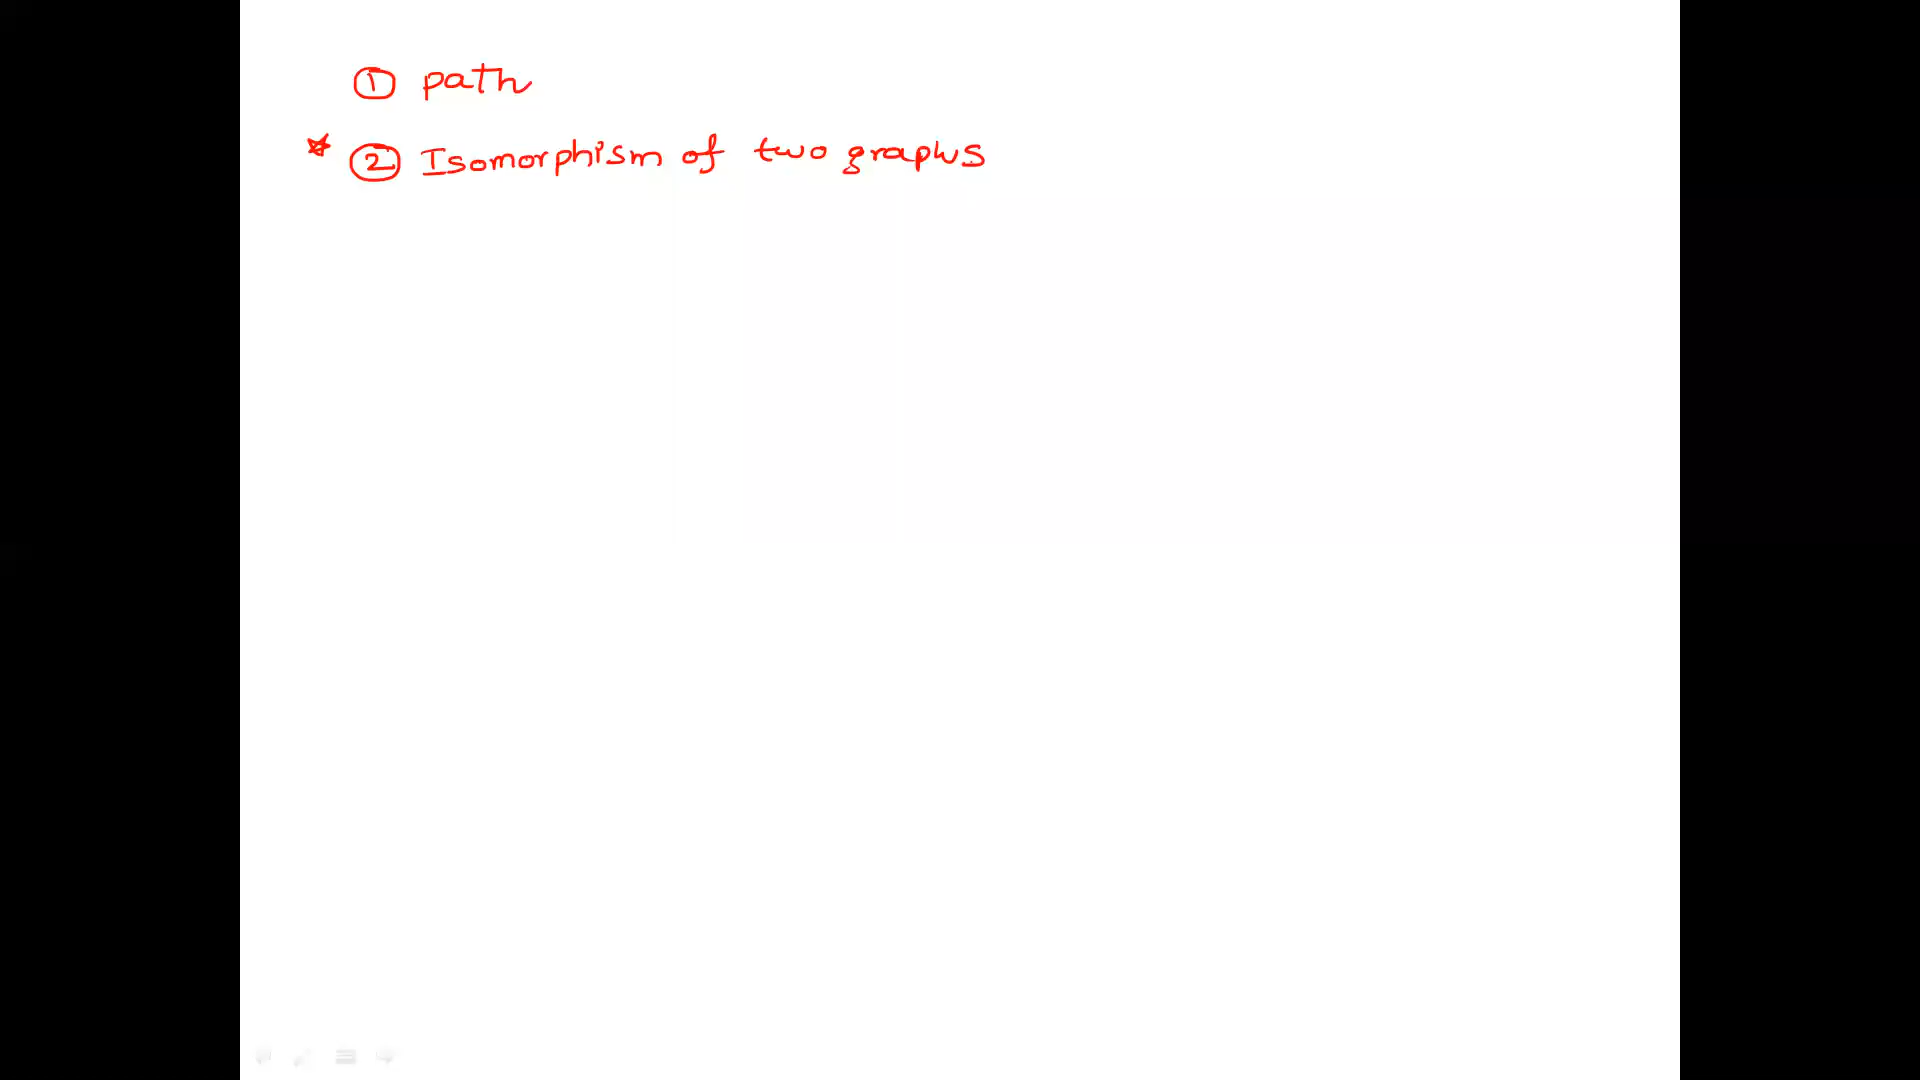 ① path
* ② Isomorphism of two graphs